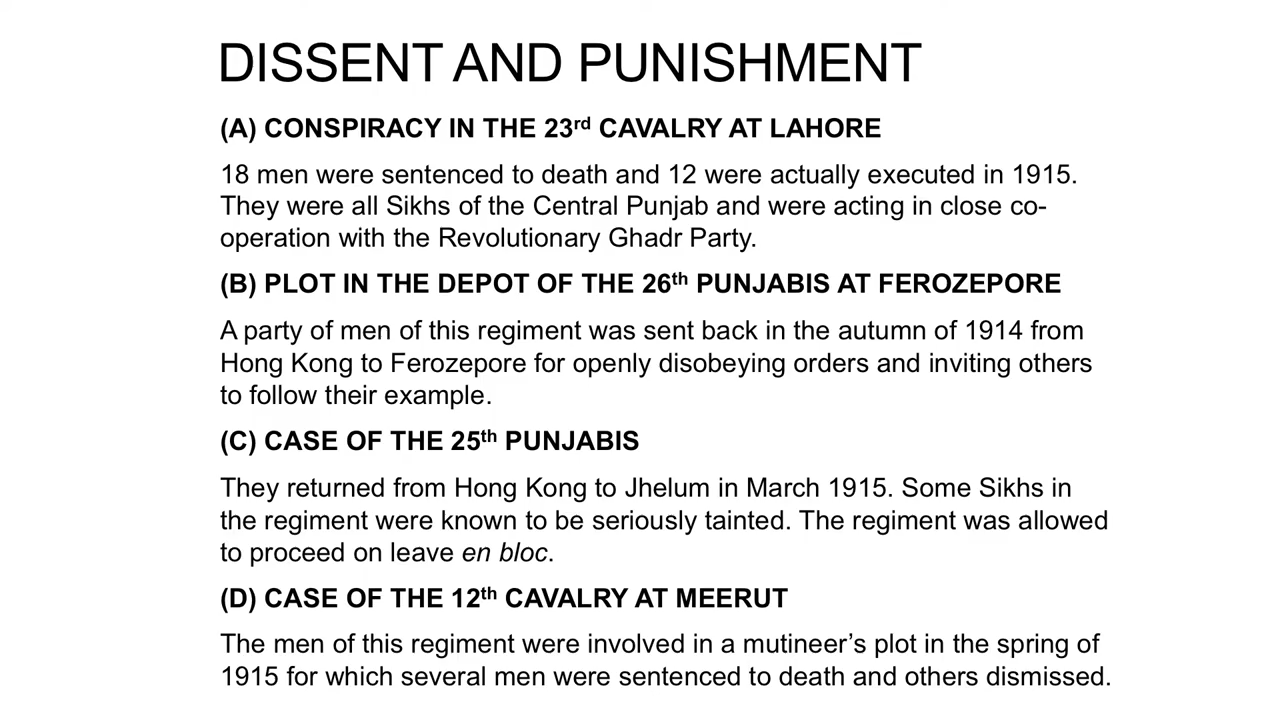 DISSENT AND PUNISHMENT
(A) CONSPIRACY IN THE 23rd CAVALRY AT LAHORE
18 men were sentenced to death and 12 were actually executed in 1915.
They were all Sikhs of the Central Punjab and were acting in close co-
operation with the Revolutionary Ghadr Party.
(B) PLOT IN THE DEPOT OF THE 26th PUNJABIS AT FEROZEPORE
A party of men of this regiment was sent back in the autumn of 1914 from
Hong Kong to Ferozepore for openly disobeying orders and inviting others
to follow their example.
(C) CASE OF THE 25th PUNJABIS
They returned from Hong Kong to Jhelum in March 1915. Some Sikhs in
the regiment were known to be seriously tainted. The regiment was allowed
to proceed on leave en bloc.
(D) CASE OF THE 12th CAVALRY AT MEERUT
The men of this regiment were involved in a mutineer’s plot in the spring of
1915 for which several men were sentenced to death and others dismissed.